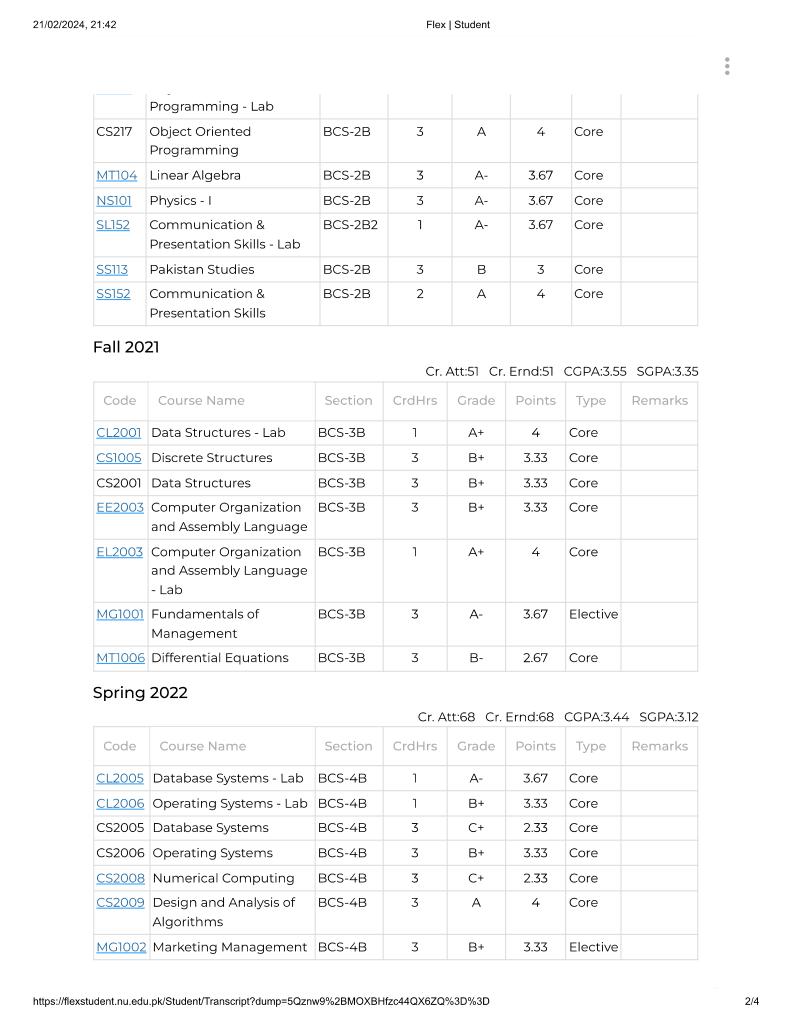 21/02/2024, 21:42 Flex | Student
Programming - Lab
CS217 Object Oriented BCS-2B 3 A 4 Core
Programming
MT104 Linear Algebra BCS-2B 3 A- 3.67 Core
NS101 Physics - I BCS-2B 3 A- 3.67 Core
SL152 Communication & BCS-2B2 1 A- 3.67 Core
Presentation Skills - Lab
SS113 Pakistan Studies BCS-2B 3 B 3 Core
SS152 Communication & BCS-2B 2 A 4 Core
Presentation Skills
Fall 2021
Cr. Att:51 Cr. Ernd:51 CGPA:3.55 SGPA:3.35
Code Course Name Section CrdHrs Grade Points Type Remarks
CL2001 Data Structures - Lab BCS-3B 1 A+ 4 Core
CS1005 Discrete Structures BCS-3B 3 B+ 3.33 Core
CS2001 Data Structures BCS-3B 3 B+ 3.33 Core
EE2003 Computer Organization BCS-3B 3 B+ 3.33 Core
and Assembly Language
EL2003 Computer Organization BCS-3B 1 A+ 4 Core
and Assembly Language
- Lab
MG1001 Fundamentals of BCS-3B 3 A- 3.67 Elective
Management
MT1006 Differential Equations BCS-3B 3 B- 2.67 Core
Spring 2022
Cr. Att:68 Cr. Ernd:68 CGPA:3.44 SGPA:3.12
Code Course Name Section CrdHrs Grade Points Type Remarks
CL2005 Database Systems - Lab BCS-4B 1 A- 3.67 Core
CL2006 Operating Systems - Lab BCS-4B 1 B+ 3.33 Core
CS2005 Database Systems BCS-4B 3 C+ 2.33 Core
CS2006 Operating Systems BCS-4B 3 B+ 3.33 Core
CS2008 Numerical Computing BCS-4B 3 C+ 2.33 Core
CS2009 Design and Analysis of BCS-4B 3 A 4 Core
Algorithms
MG1002 Marketing Management BCS-4B 3 B+ 3.33 Elective
https://flexstudent.nu.edu.pk/Student/Transcript?dump=5Qznw9%2BMOXBHfzc44QX6ZQ%3D%3D 2/4